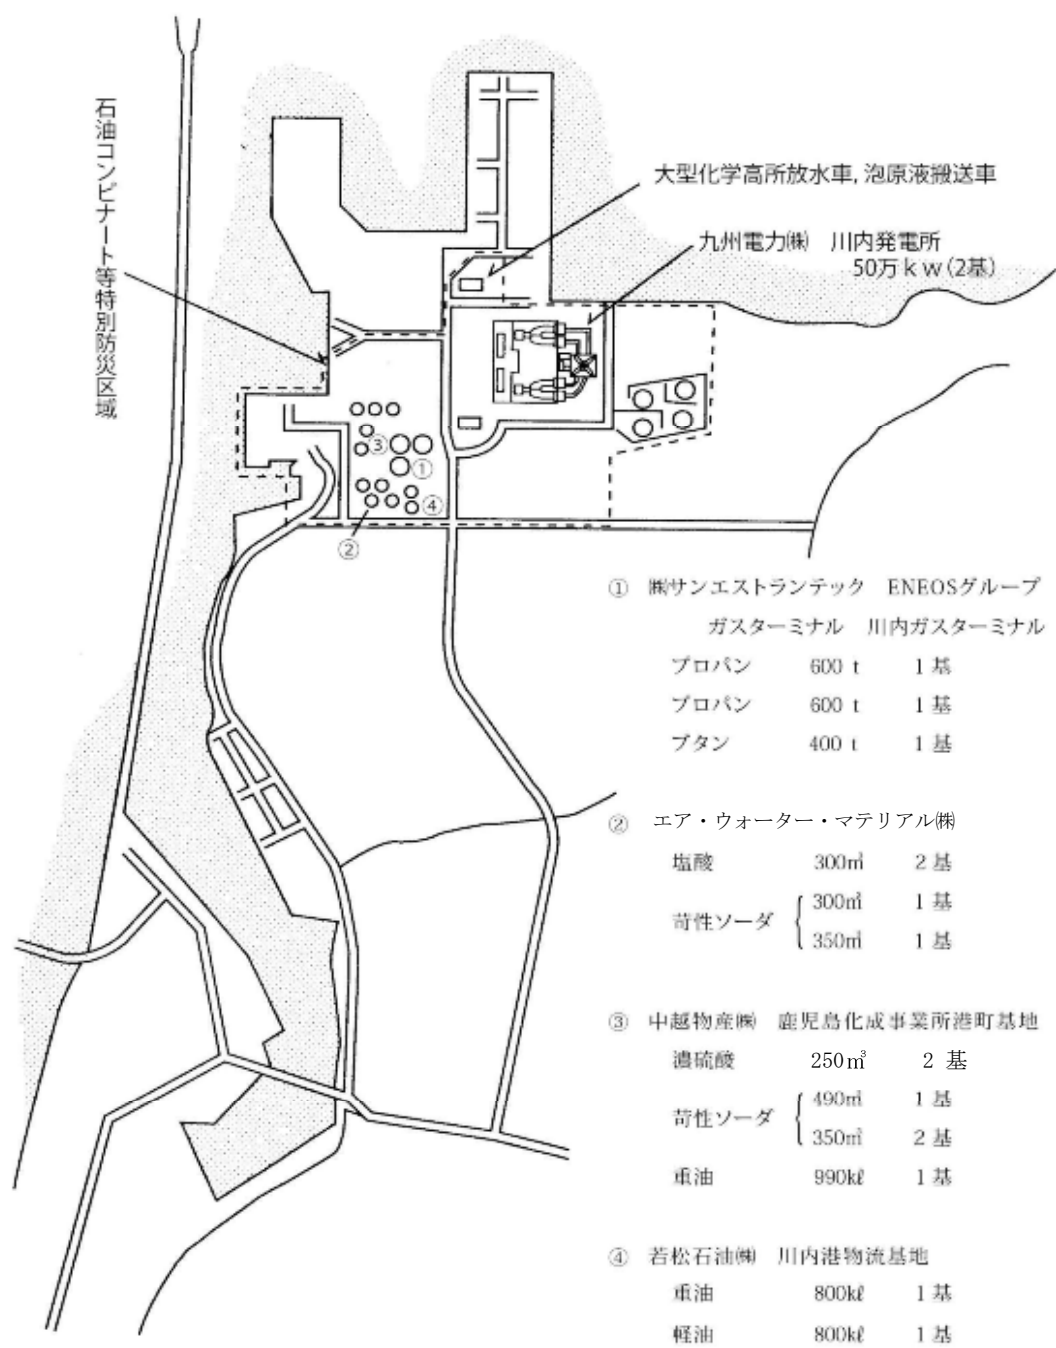 石油コンビナート等特別防災区域
大型化学高所放水車, 泡原液搬送車
九州電力㈱ 川内発電所
50万kw(2基)
③
①
④
②
① ㈱サンエストランテック ENEOSグループ
ガスターミナル 川内ガスターミナル
プロパン 600 t 1 基
プロパン 600 t 1 基
ブタン 400 t 1 基
② エア・ウォーター・マテリアル㈱
塩酸 300㎥ 2 基
苛性ソーダ { 300㎥ 1 基
350㎥ 1 基
③ 中越物産㈱ 鹿児島化成事業所港町基地
濃硫酸 250㎥ 2 基
苛性ソーダ { 490㎥ 1 基
350㎥ 2 基
重油 990kℓ 1 基
④ 若松石油㈱ 川内港物流基地
重油 800kℓ 1 基
軽油 800kℓ 1 基